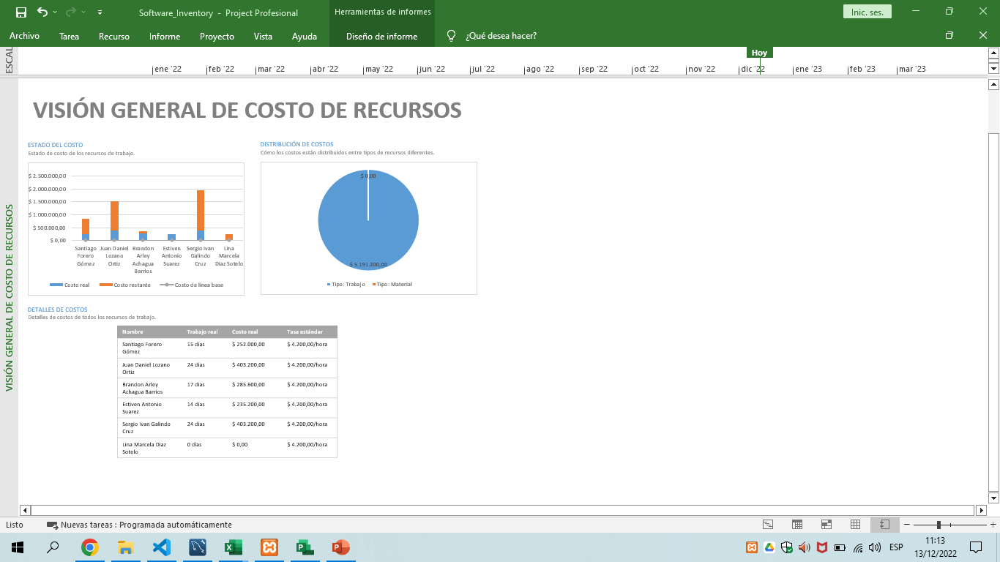 Software_Inventory - Project Profesional
Herramientas de informes
Inic. ses.
Archivo
Tarea
Recurso
Informe
Proyecto
Vista
Ayuda
Diseño de informe
¿Qué desea hacer?
ESCAL
Hoy
ene '22
feb '22
mar '22
abr '22
may '22
jun '22
jul '22
ago '22
sep '22
oct '22
nov '22
dic '22
ene '23
feb '23
mar '23
VISIÓN GENERAL DE COSTO DE RECURSOS
VISIÓN GENERAL DE COSTO DE RECURSOS
ESTADO DEL COSTO
Estado de costo de los recursos de trabajo.
$ 2.500.000,00
$ 2.000.000,00
$ 1.500.000,00
$ 1.000.000,00
$ 500.000,00
$ 0,00
Santiago
Forero
Gómez
Juan Daniel
Lozano
Ortiz
Brandon
Arley
Achagua
Barrios
Estiven
Antonio
Suarez
Sergio Ivan
Galindo
Cruz
Lina
Marcela
Diaz Sotelo
Costo real
Costo restante
Costo de línea base
DISTRIBUCIÓN DE COSTOS
Cómo los costos están distribuidos entre tipos de recursos diferentes.
$ 0,00
$ 5.191.200,00
Tipo: Trabajo
Tipo: Material
DETALLES DE COSTOS
Detalles de costos de todos los recursos de trabajo.
Nombre Trabajo real Costo real Tasa estándar
Santiago Forero 15 días $ 252.000,00 $ 4.200,00/hora
Gómez
Juan Daniel Lozano 24 días $ 403.200,00 $ 4.200,00/hora
Ortiz
Brandon Arley 17 días $ 285.600,00 $ 4.200,00/hora
Achagua Barrios
Estiven Antonio 14 días $ 235.200,00 $ 4.200,00/hora
Suarez
Sergio Ivan Galindo 24 días $ 403.200,00 $ 4.200,00/hora
Cruz
Lina Marcela Diaz 0 días $ 0,00 $ 4.200,00/hora
Sotelo
Listo
Nuevas tareas : Programada automáticamente
ESP
11:13
13/12/2022